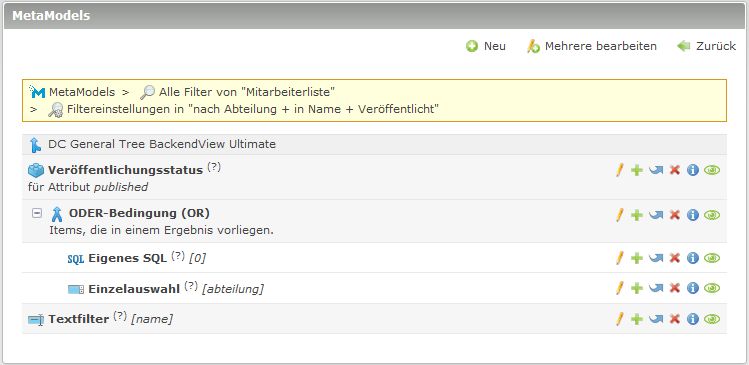 MetaModels
Neu Mehrere bearbeiten Zurück
MetaModels > Alle Filter von "Mitarbeiterliste"
> Filtereinstellungen in "nach Abteilung + in Name + Veröffentlicht"
DC General Tree BackendView Ultimate
Veröffentlichungsstatus (?)
für Attribut published
ODER-Bedingung (OR)
Items, die in einem Ergebnis vorliegen.
SQL Eigenes SQL (?) [0]
Einzelauswahl (?) [abteilung]
Textfilter (?) [name]